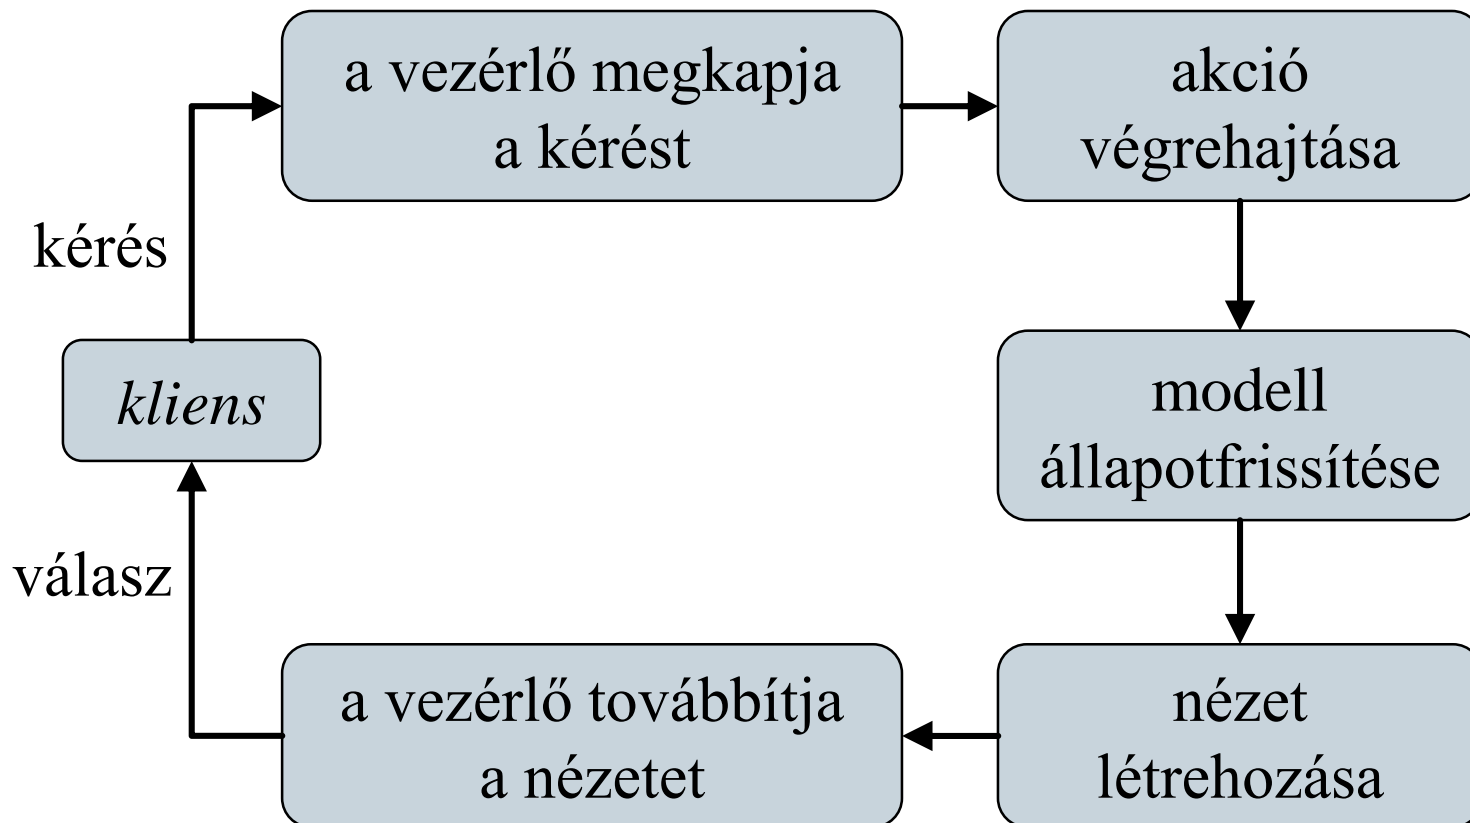 a vezérlő megkapja
a kérést
akció
végrehajtása
kérés
kliens
modell
állapotfrissítése
válasz
a vezérlő továbbítja
a nézetet
nézet
létrehozása